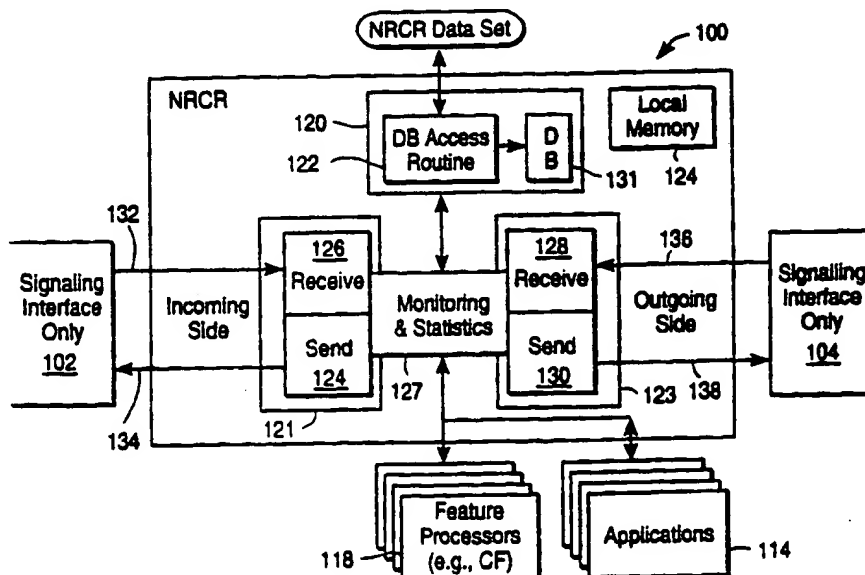 NRCR Data Set
100
NRCR
120
122
DB Access
Routine
D
B
131
Local
Memory
124
132
126
Receive
128
Receive
136
Signaling
Interface
Only
102
Incoming
Side
Monitoring
& Statistics
Outgoing
Side
Signalling
Interface
Only
104
Send
124
Send
130
134
121
127
123
138
118
Feature
Processors
(e.g., CF)
Applications
114